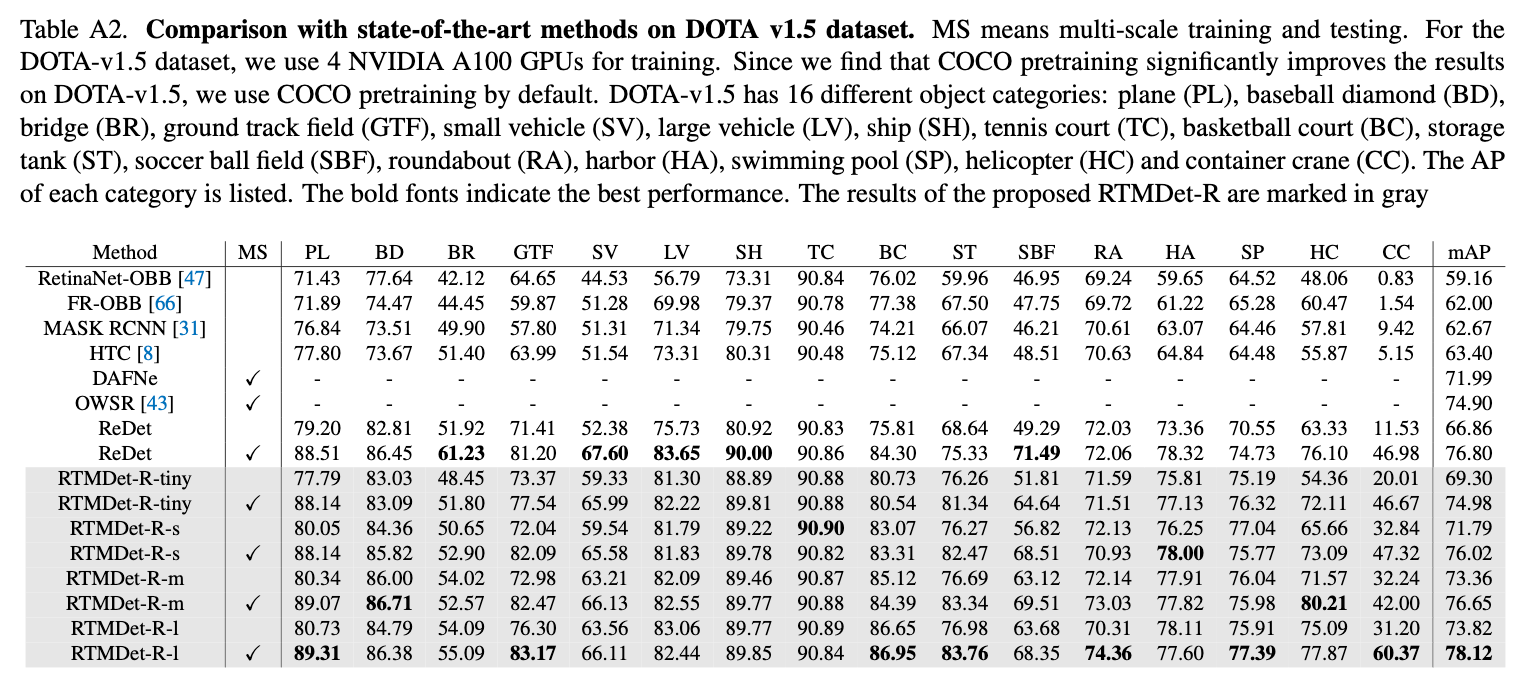 Table A2. Comparison with state-of-the-art methods on DOTA v1.5 dataset. MS means multi-scale training and testing. For the
DOTA-v1.5 dataset, we use 4 NVIDIA A100 GPUs for training. Since we find that COCO pretraining significantly improves the results
on DOTA-v1.5, we use COCO pretraining by default. DOTA-v1.5 has 16 different object categories: plane (PL), baseball diamond (BD),
bridge (BR), ground track field (GTF), small vehicle (SV), large vehicle (LV), ship (SH), tennis court (TC), basketball court (BC), storage
tank (ST), soccer ball field (SBF), roundabout (RA), harbor (HA), swimming pool (SP), helicopter (HC) and container crane (CC). The AP
of each category is listed. The bold fonts indicate the best performance. The results of the proposed RTMDet-R are marked in gray
Method MS PL BD BR GTF SV LV SH TC BC ST SBF RA HA SP HC CC mAP
RetinaNet-OBB [47] 71.43 77.64 42.12 64.65 44.53 56.79 73.31 90.84 76.02 59.96 46.95 69.24 59.65 64.52 48.06 0.83 59.16
FR-OBB [66] 71.89 74.47 44.45 59.87 51.28 69.98 79.37 90.78 77.38 67.50 47.75 69.72 61.22 65.28 60.47 1.54 62.00
MASK RCNN [31] 76.84 73.51 49.90 57.80 51.31 71.34 79.75 90.46 74.21 66.07 46.21 70.61 63.07 64.46 57.81 9.42 62.67
HTC [8] 77.80 73.67 51.40 63.99 51.54 73.31 80.31 90.48 75.12 67.34 48.51 70.63 64.84 64.48 55.87 5.15 63.40
DAFNe ✓ - - - - - - - - - - - - - - - - 71.99
OWSR [43] ✓ - - - - - - - - - - - - - - - - 74.90
ReDet 79.20 82.81 51.92 71.41 52.38 75.73 80.92 90.83 75.81 68.64 49.29 72.03 73.36 70.55 63.33 11.53 66.86
ReDet ✓ 88.51 86.45 61.23 81.20 67.60 83.65 90.00 90.86 84.30 75.33 71.49 72.06 78.32 74.73 76.10 46.98 76.80
RTMDet-R-tiny 77.79 83.03 48.45 73.37 59.33 81.30 88.89 90.88 80.73 76.26 51.81 71.59 75.81 75.19 54.36 20.01 69.30
RTMDet-R-tiny ✓ 88.14 83.09 51.80 77.54 65.99 82.22 89.81 90.88 80.54 81.34 64.64 71.51 77.13 76.32 72.11 46.67 74.98
RTMDet-R-s 80.05 84.36 50.65 72.04 59.54 81.79 89.22 90.90 83.07 76.27 56.82 72.13 76.25 77.04 65.66 32.84 71.79
RTMDet-R-s ✓ 88.14 85.82 52.90 82.09 65.58 81.83 89.78 90.82 83.31 82.47 68.51 70.93 78.00 75.77 73.09 47.32 76.02
RTMDet-R-m 80.34 86.00 54.02 72.98 63.21 82.09 89.46 90.87 85.12 76.69 63.12 72.14 77.91 76.04 71.57 32.24 73.36
RTMDet-R-m ✓ 89.07 86.71 52.57 82.47 66.13 82.55 89.77 90.88 84.39 83.34 69.51 73.03 77.82 75.98 80.21 42.00 76.65
RTMDet-R-l 80.73 84.79 54.09 76.30 63.56 83.06 89.77 90.89 86.65 76.98 63.68 70.31 78.11 75.91 75.09 31.20 73.82
RTMDet-R-l ✓ 89.31 86.38 55.09 83.17 66.11 82.44 89.85 90.84 86.95 83.76 68.35 74.36 77.60 77.39 77.87 60.37 78.12